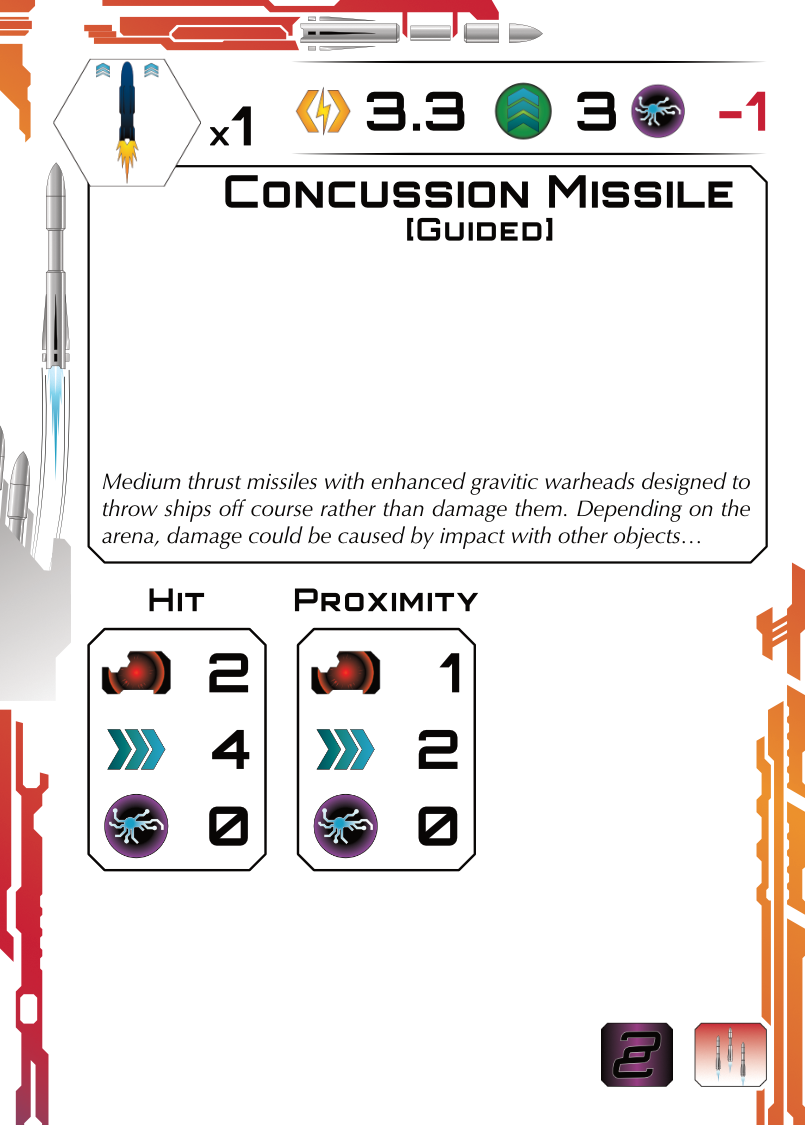 x1 3.3 3 -1
Concussion Missile
[Guided]
Medium thrust missiles with enhanced gravitic warheads designed to
throw ships off course rather than damage them. Depending on the
arena, damage could be caused by impact with other objects…
Hit Proximity
2 1
4 2
0 0
2